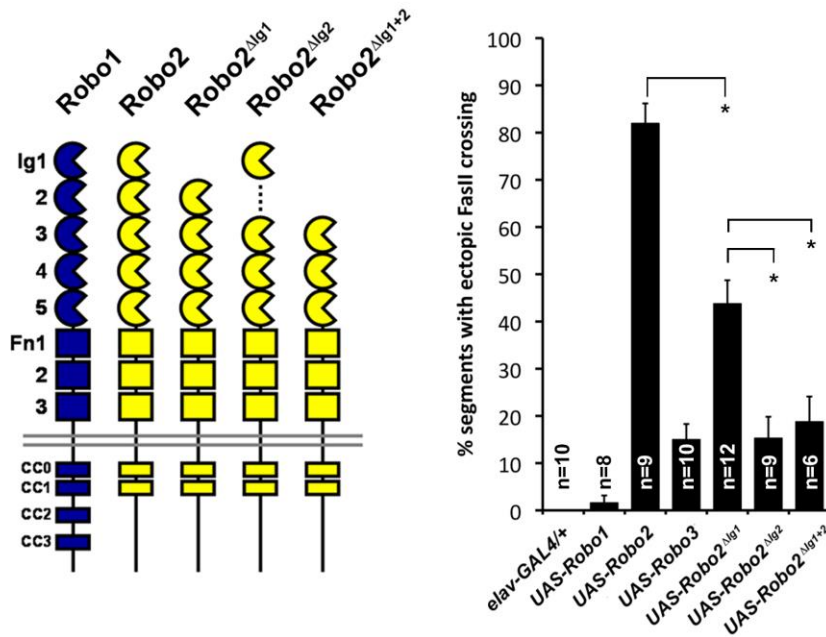 Robo1
Robo2
Robo2ΔIg1
Robo2ΔIg2
Robo2ΔIg1+2
Ig1
2
3
4
5
Fn1
2
3
CC0
CC1
CC2
CC3
% segments with ectopic FasII crossing
100
90
80
70
60
50
40
30
20
10
0
*
*
*
n=10
n=8
n=9
n=10
n=12
n=9
n=6
elav-GAL4/+
UAS-Robo1
UAS-Robo2
UAS-Robo3
UAS-Robo2ΔIg1
UAS-Robo2ΔIg2
UAS-Robo2ΔIg1+2